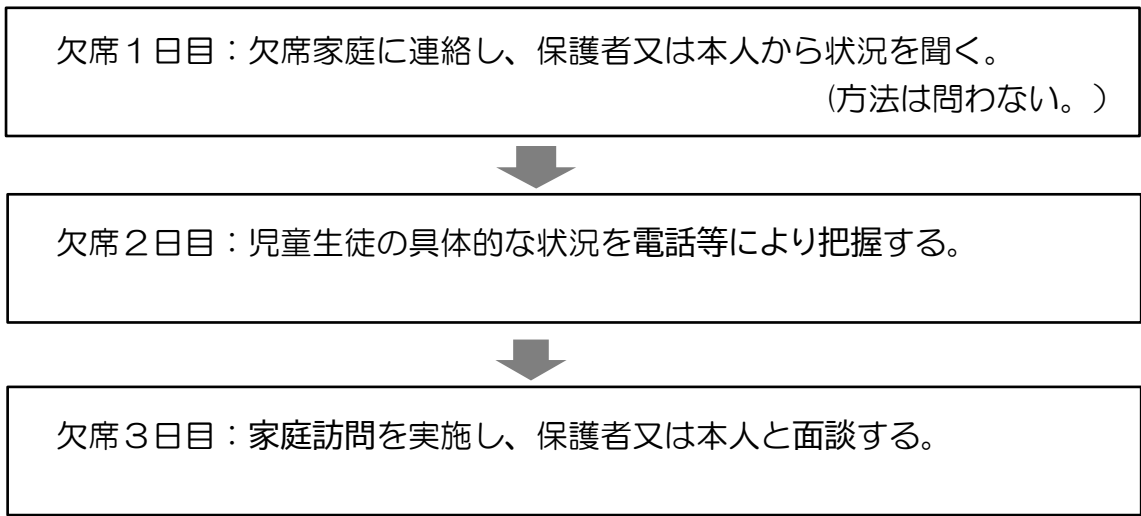 欠席１日目：欠席家庭に連絡し、保護者又は本人から状況を聞く。
（方法は問わない。）
欠席２日目：児童生徒の具体的な状況を電話等により把握する。
欠席３日目：家庭訪問を実施し、保護者又は本人と面談する。